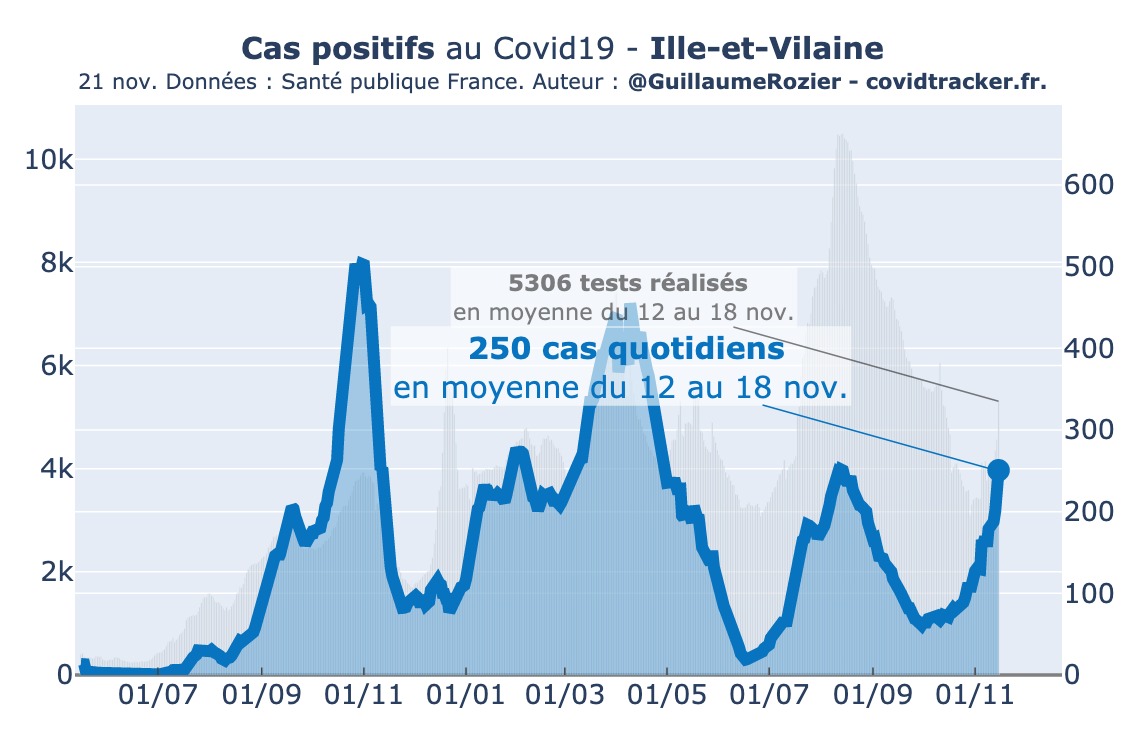 Cas positifs au Covid19 - Ille-et-Vilaine
21 nov. Données : Santé publique France. Auteur : @GuillaumeRozier - covidtracker.fr.
10k
8k
6k
4k
2k
0
600
500
400
300
200
100
0
5306 tests réalisés
en moyenne du 12 au 18 nov.
250 cas quotidiens
en moyenne du 12 au 18 nov.
01/07 01/09 01/11 01/01 01/03 01/05 01/07 01/09 01/11